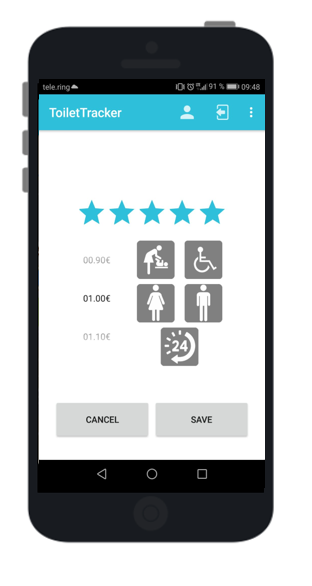 tele.ring 91 % 09:48
ToiletTracker
00.90€
01.00€
01.10€
24
CANCEL SAVE